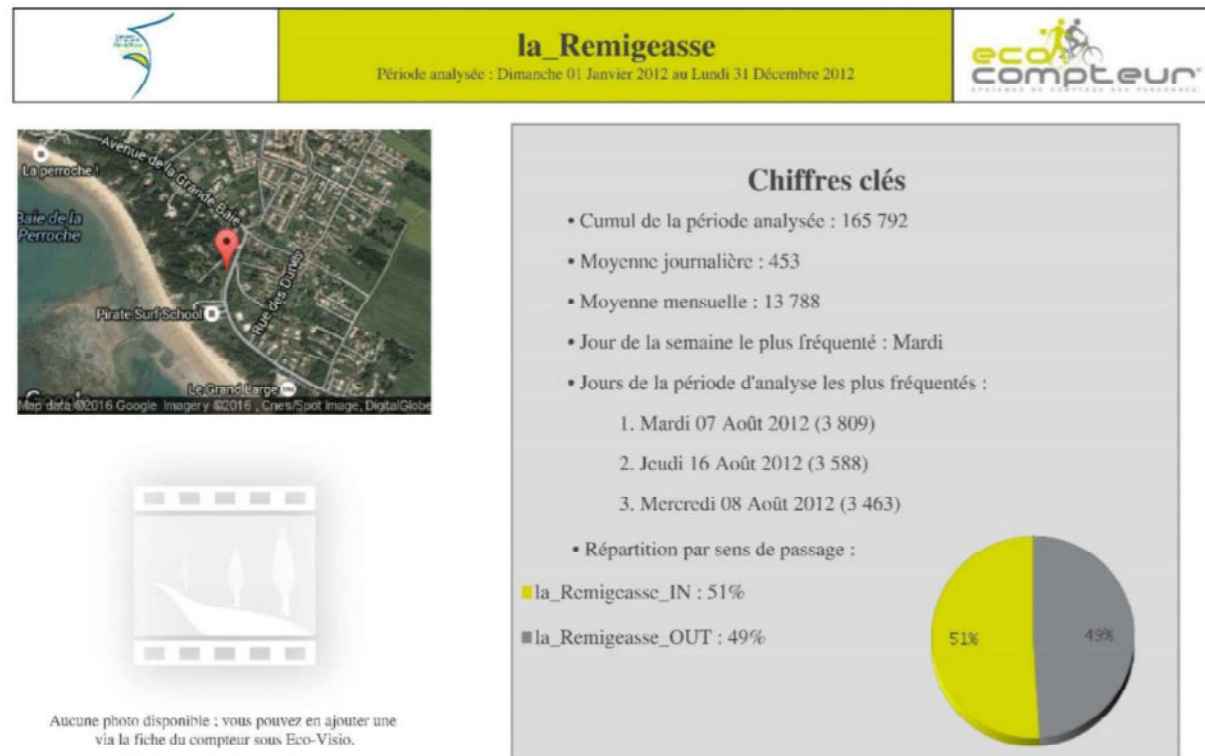 la_Remigeasse
Période analysée : Dimanche 01 Janvier 2012 au Lundi 31 Décembre 2012
eco
compteur
La perroche !
Avenue de la Grande Baie
Baie de la
Perroche
Rue des Dunes
Pirate Surf School
Le Grand Large
Map data ©2016 Google Imagery ©2016 , Cnes/Spot Image, DigitalGlobe
Aucune photo disponible ; vous pouvez en ajouter une
via la fiche du compteur sous Eco-Visio.
Chiffres clés
• Cumul de la période analysée : 165 792
• Moyenne journalière : 453
• Moyenne mensuelle : 13 788
• Jour de la semaine le plus fréquenté : Mardi
• Jours de la période d'analyse les plus fréquentés :
1. Mardi 07 Août 2012 (3 809)
2. Jeudi 16 Août 2012 (3 588)
3. Mercredi 08 Août 2012 (3 463)
• Répartition par sens de passage :
la_Remigeasse_IN : 51%
la_Remigeasse_OUT : 49%
51%
49%